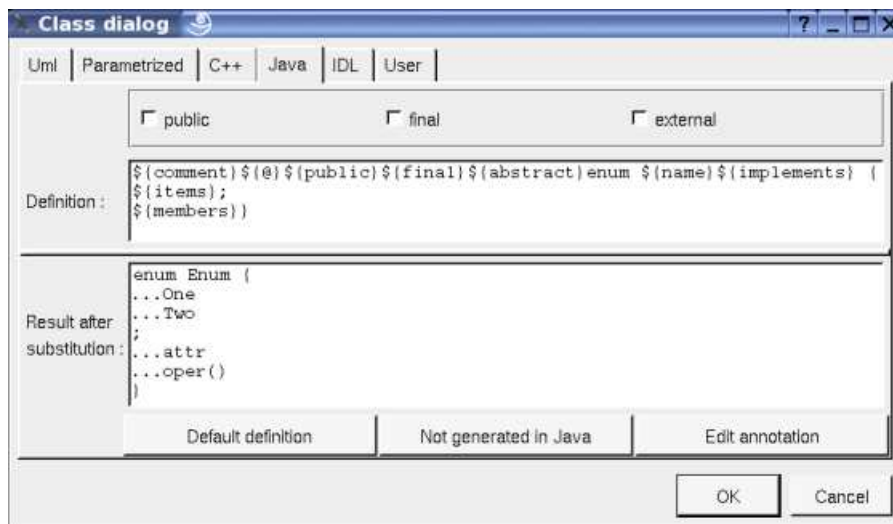 Class dialog
Uml Parametrized C++ Java IDL User
public final external
Definition :
${comment}${@}${public}${final}${abstract}enum ${name}${implements} {
${items};
${members}}
Result after
substitution :
enum Enum {
...One
...Two
;
...attr
...oper()
}
Default definition Not generated in Java Edit annotation
OK Cancel